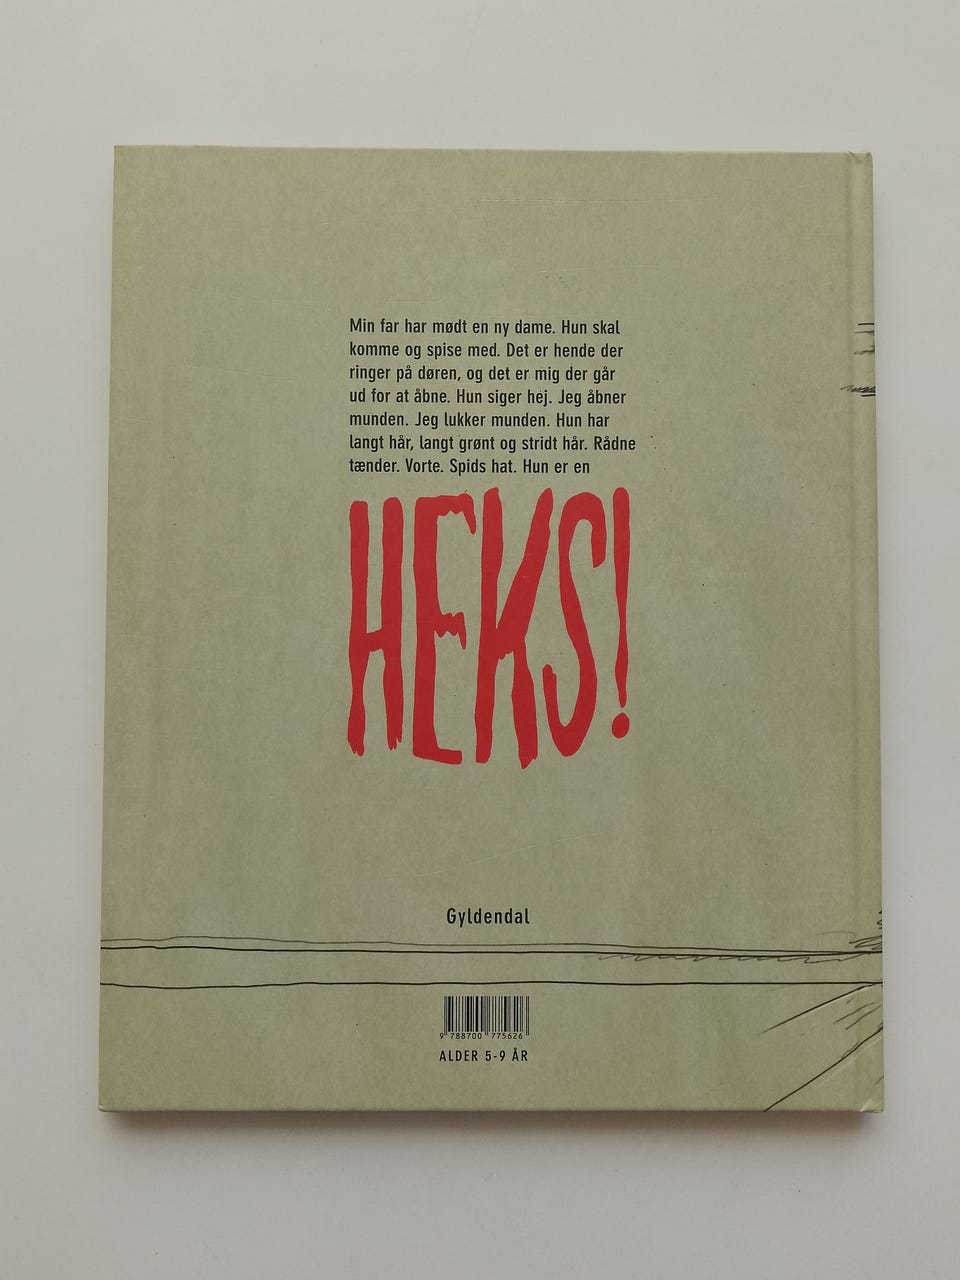 Min far har mødt en ny dame. Hun skal
komme og spise med. Det er hende der
ringer på døren, og det er mig der går
ud for at åbne. Hun siger hej. Jeg åbner
munden. Jeg lukker munden. Hun har
langt hår, langt grønt og stridt hår. Rådne
tænder. Vorte. Spids hat. Hun er en
HEKS!
Gyldendal
9 788700 775626
ALDER 5-9 ÅR